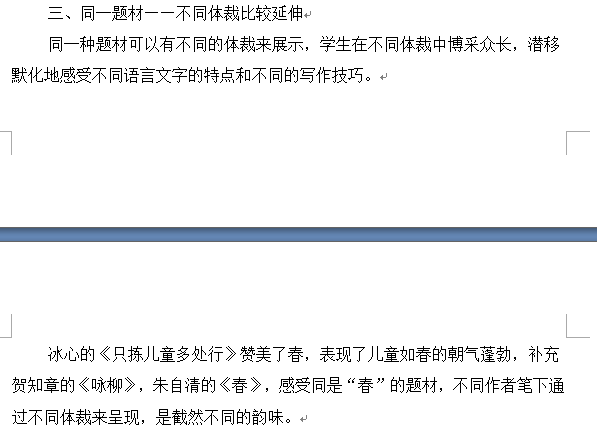 三、同一题材一一不同体裁比较延伸
同一种题材可以有不同的体裁来展示，学生在不同体裁中博采众长，潜移
默化地感受不同语言文字的特点和不同的写作技巧。
冰心的《只拣儿童多处行》赞美了春，表现了儿童如春的朝气蓬勃，补充
贺知章的《咏柳》，朱自清的《春》，感受同是“春”的题材，不同作者笔下通
过不同体裁来呈现，是截然不同的韵味。